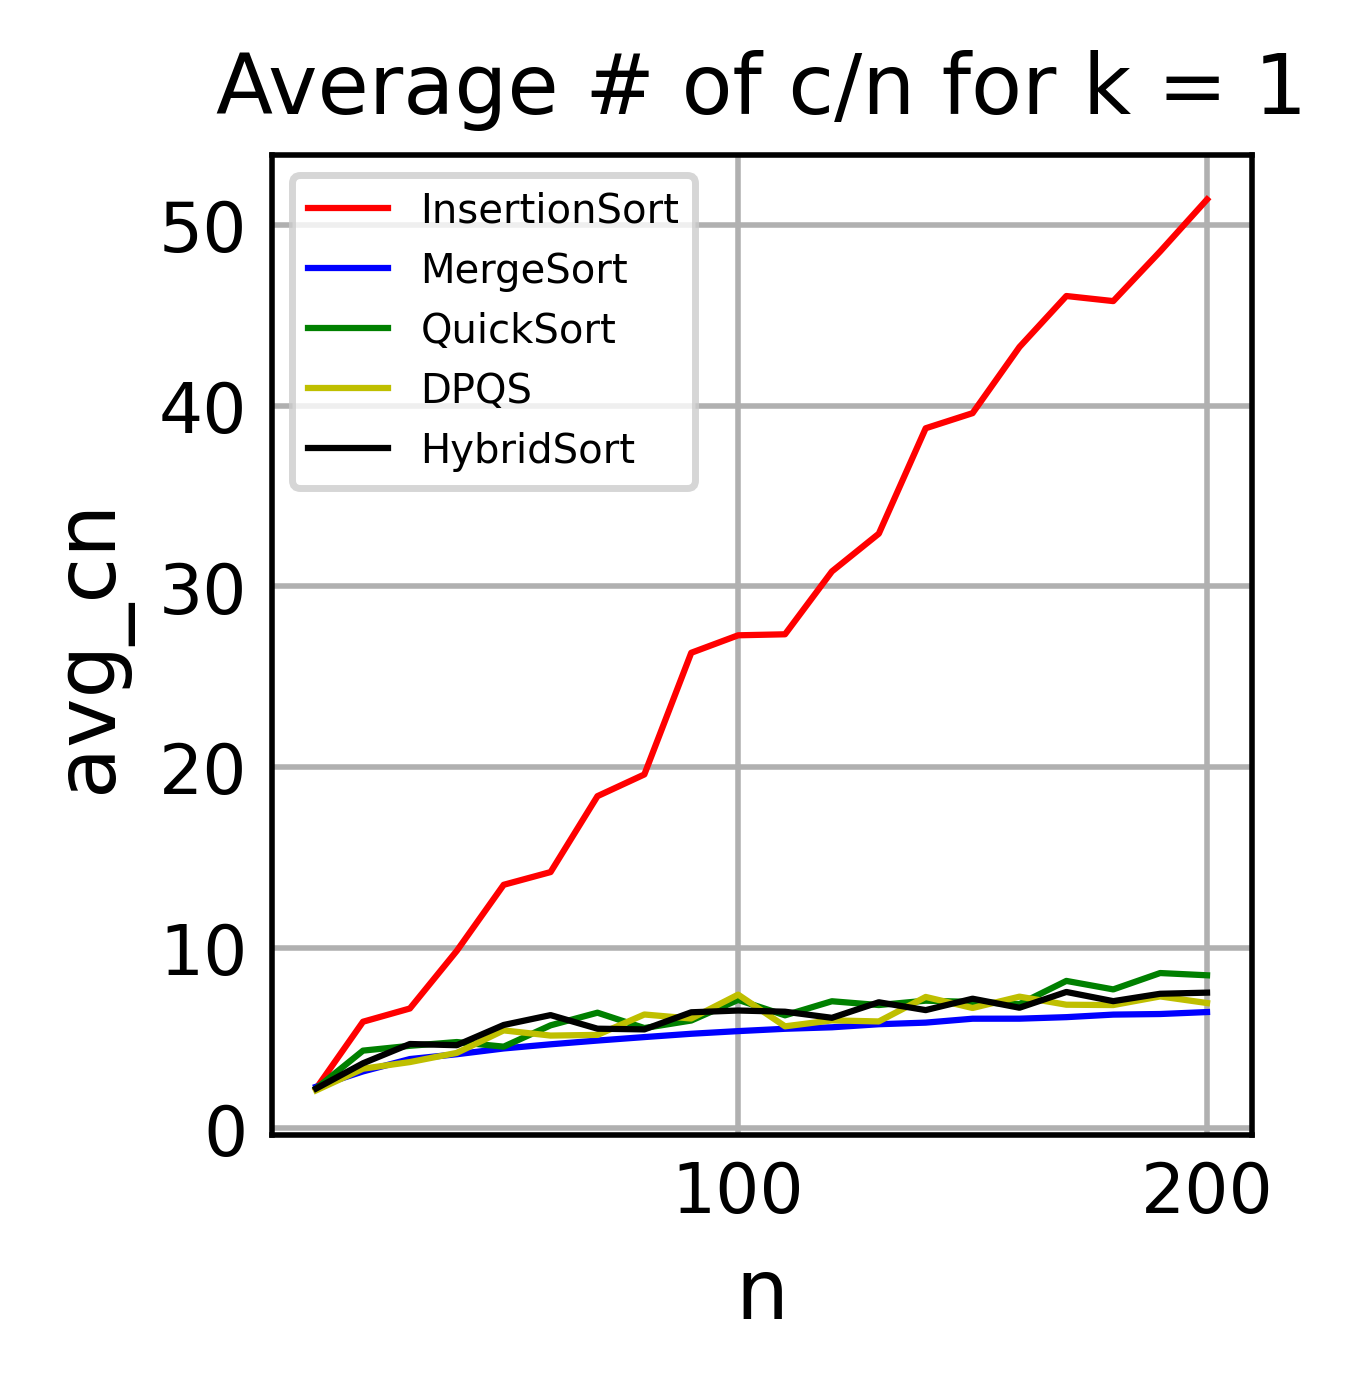 Average # of c/n for k = 1
InsertionSort
MergeSort
QuickSort
DPQS
HybridSort
50
40
30
20
10
0
avg_cn
100 200
n